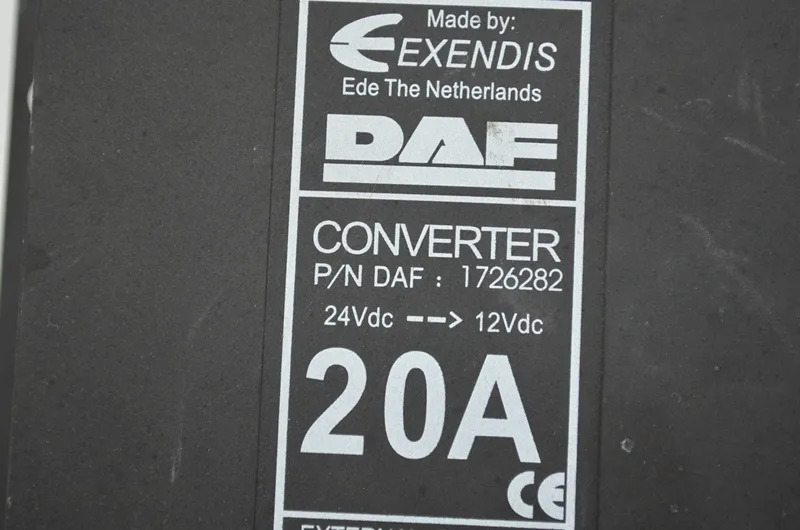 Made by:
EXENDIS
Ede The Netherlands
DAF
CONVERTER
P/N DAF : 1726282
24Vdc --> 12Vdc
20A
CE